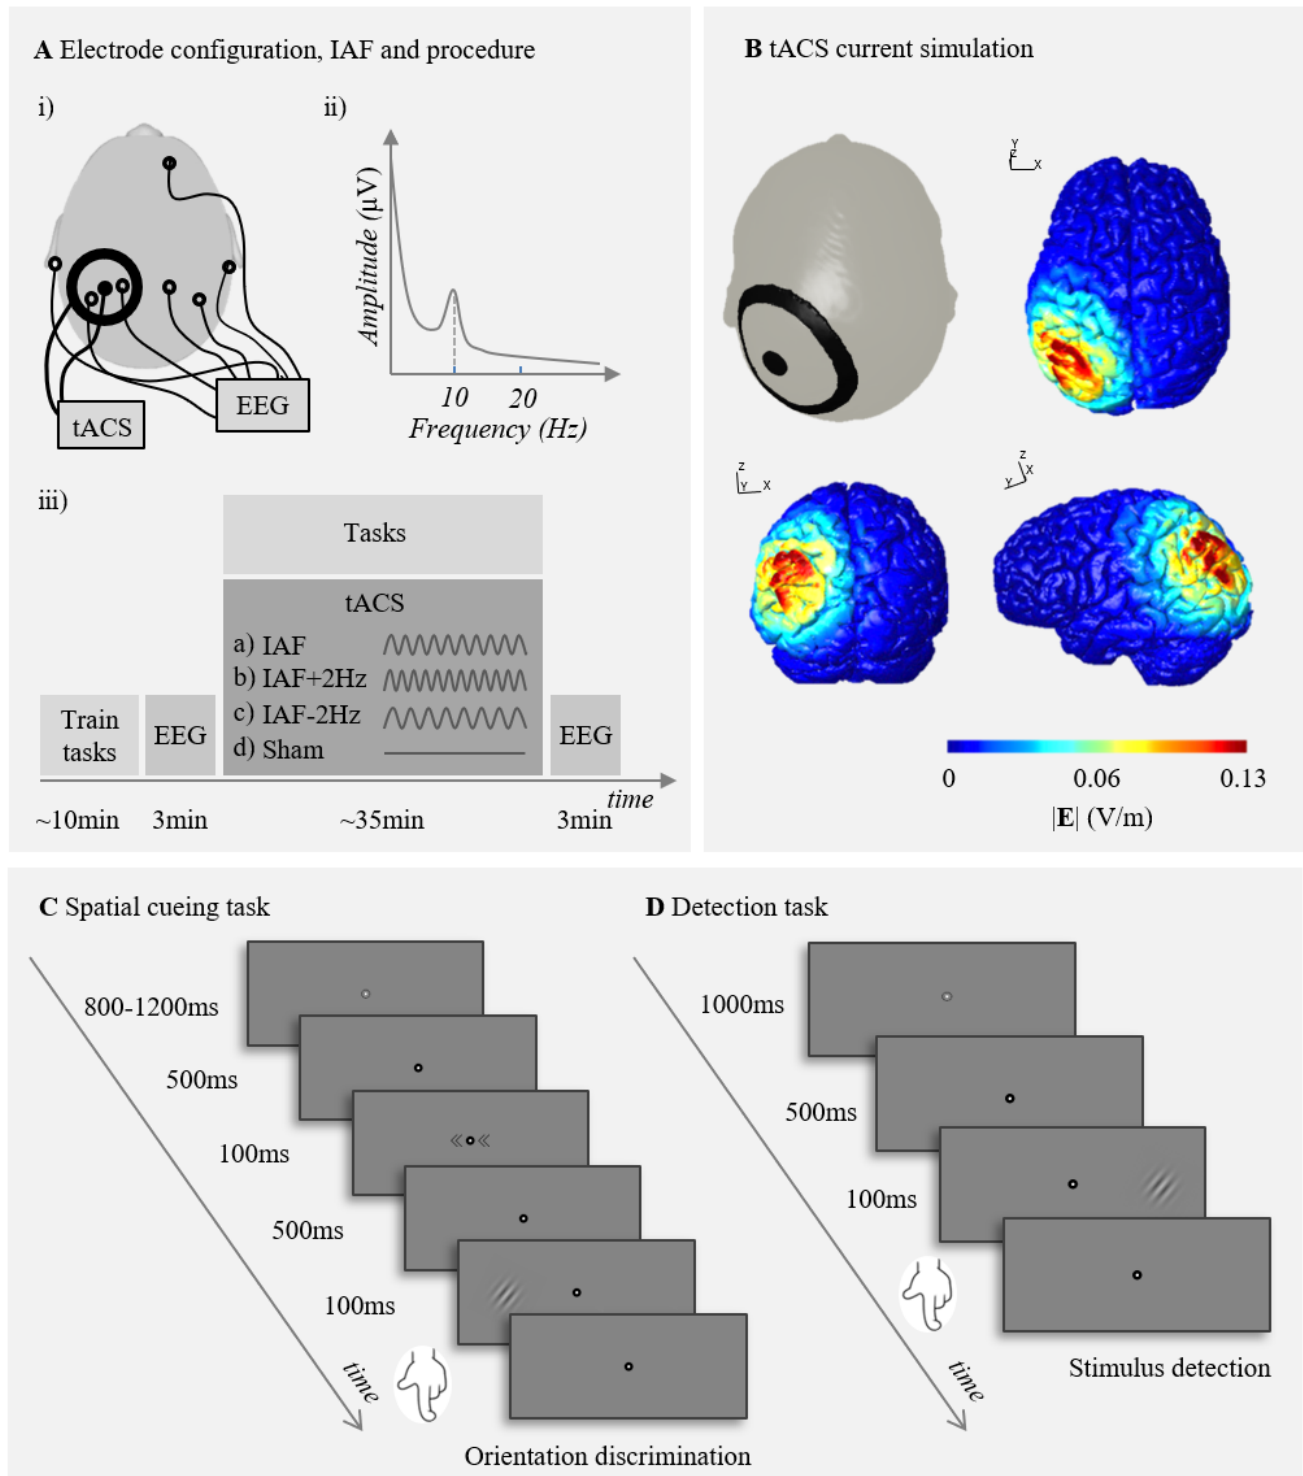 A Electrode configuration, IAF and procedure
i)
ii)
Amplitude (μV)
10
20
Frequency (Hz)
tACS
EEG
iii)
Tasks
tACS
a) IAF
b) IAF+2Hz
c) IAF-2Hz
d) Sham
Train
tasks
EEG
EEG
time
~10min
3min
~35min
3min
B tACS current simulation
Y
Z
X
Z
Y
X
Z
X
Y
0
0.06
0.13
|E| (V/m)
C Spatial cueing task
800-1200ms
500ms
100ms
500ms
100ms
time
Orientation discrimination
D Detection task
1000ms
500ms
100ms
time
Stimulus detection